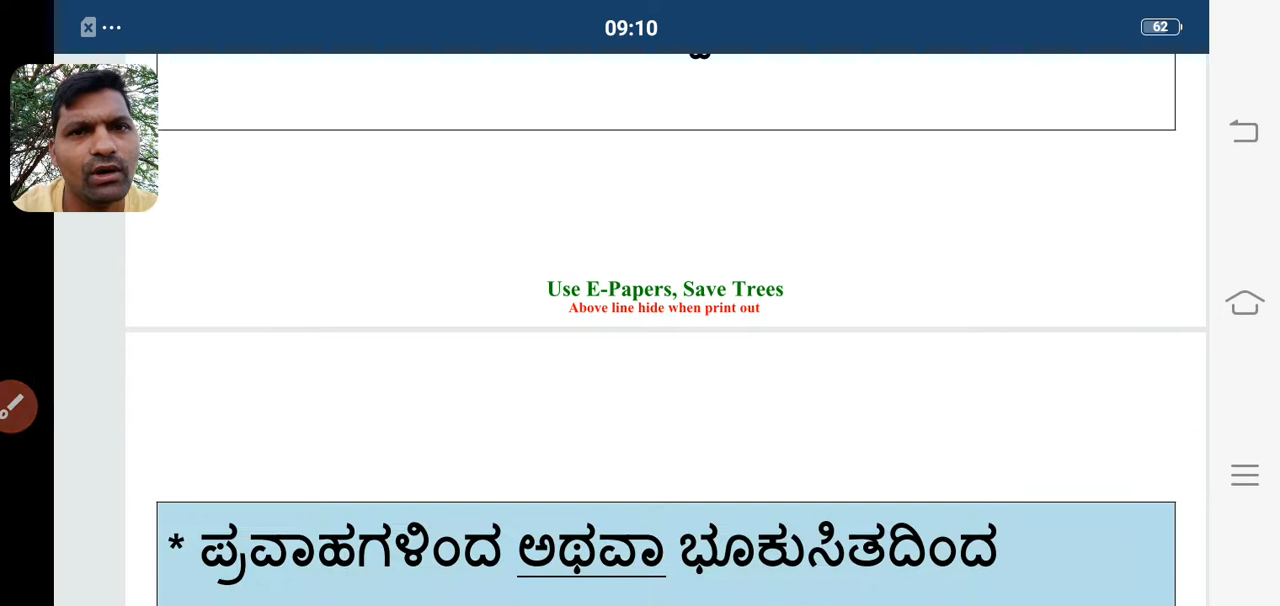 09:10
62
Use E-Papers, Save Trees
Above line hide when print out
* ಪ್ರವಾಹಗಳಿಂದ ಅಥವಾ ಭೂಕುಸಿತದಿಂದ